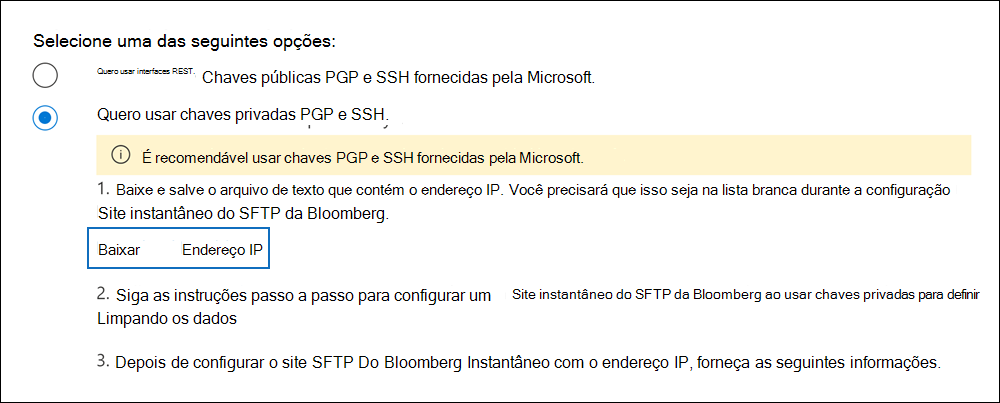 Selecione uma das seguintes opções:
Quero usar interfaces REST. Chaves públicas PGP e SSH fornecidas pela Microsoft.
Quero usar chaves privadas PGP e SSH.
É recomendável usar chaves PGP e SSH fornecidas pela Microsoft.
1. Baixe e salve o arquivo de texto que contém o endereço IP. Você precisará que isso seja na lista branca durante a configuração
Site instantâneo do SFTP da Bloomberg.
Baixar Endereço IP
2. Siga as instruções passo a passo para configurar um Site instantâneo do SFTP da Bloomberg ao usar chaves privadas para definir
Limpando os dados
3. Depois de configurar o site SFTP Do Bloomberg Instantâneo com o endereço IP, forneça as seguintes informações.